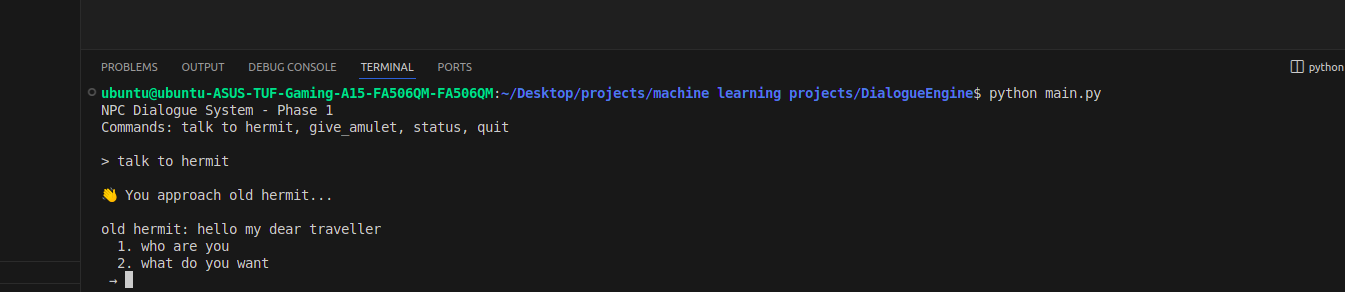 PROBLEMS OUTPUT DEBUG CONSOLE TERMINAL PORTS python
ubuntu@ubuntu-ASUS-TUF-Gaming-A15-FA506QM-FA506QM:~/Desktop/projects/machine learning projects/DialogueEngine$ python main.py
NPC Dialogue System - Phase 1
Commands: talk to hermit, give_amulet, status, quit
> talk to hermit
👋 You approach old hermit...
old hermit: hello my dear traveller
1. who are you
2. what do you want
→